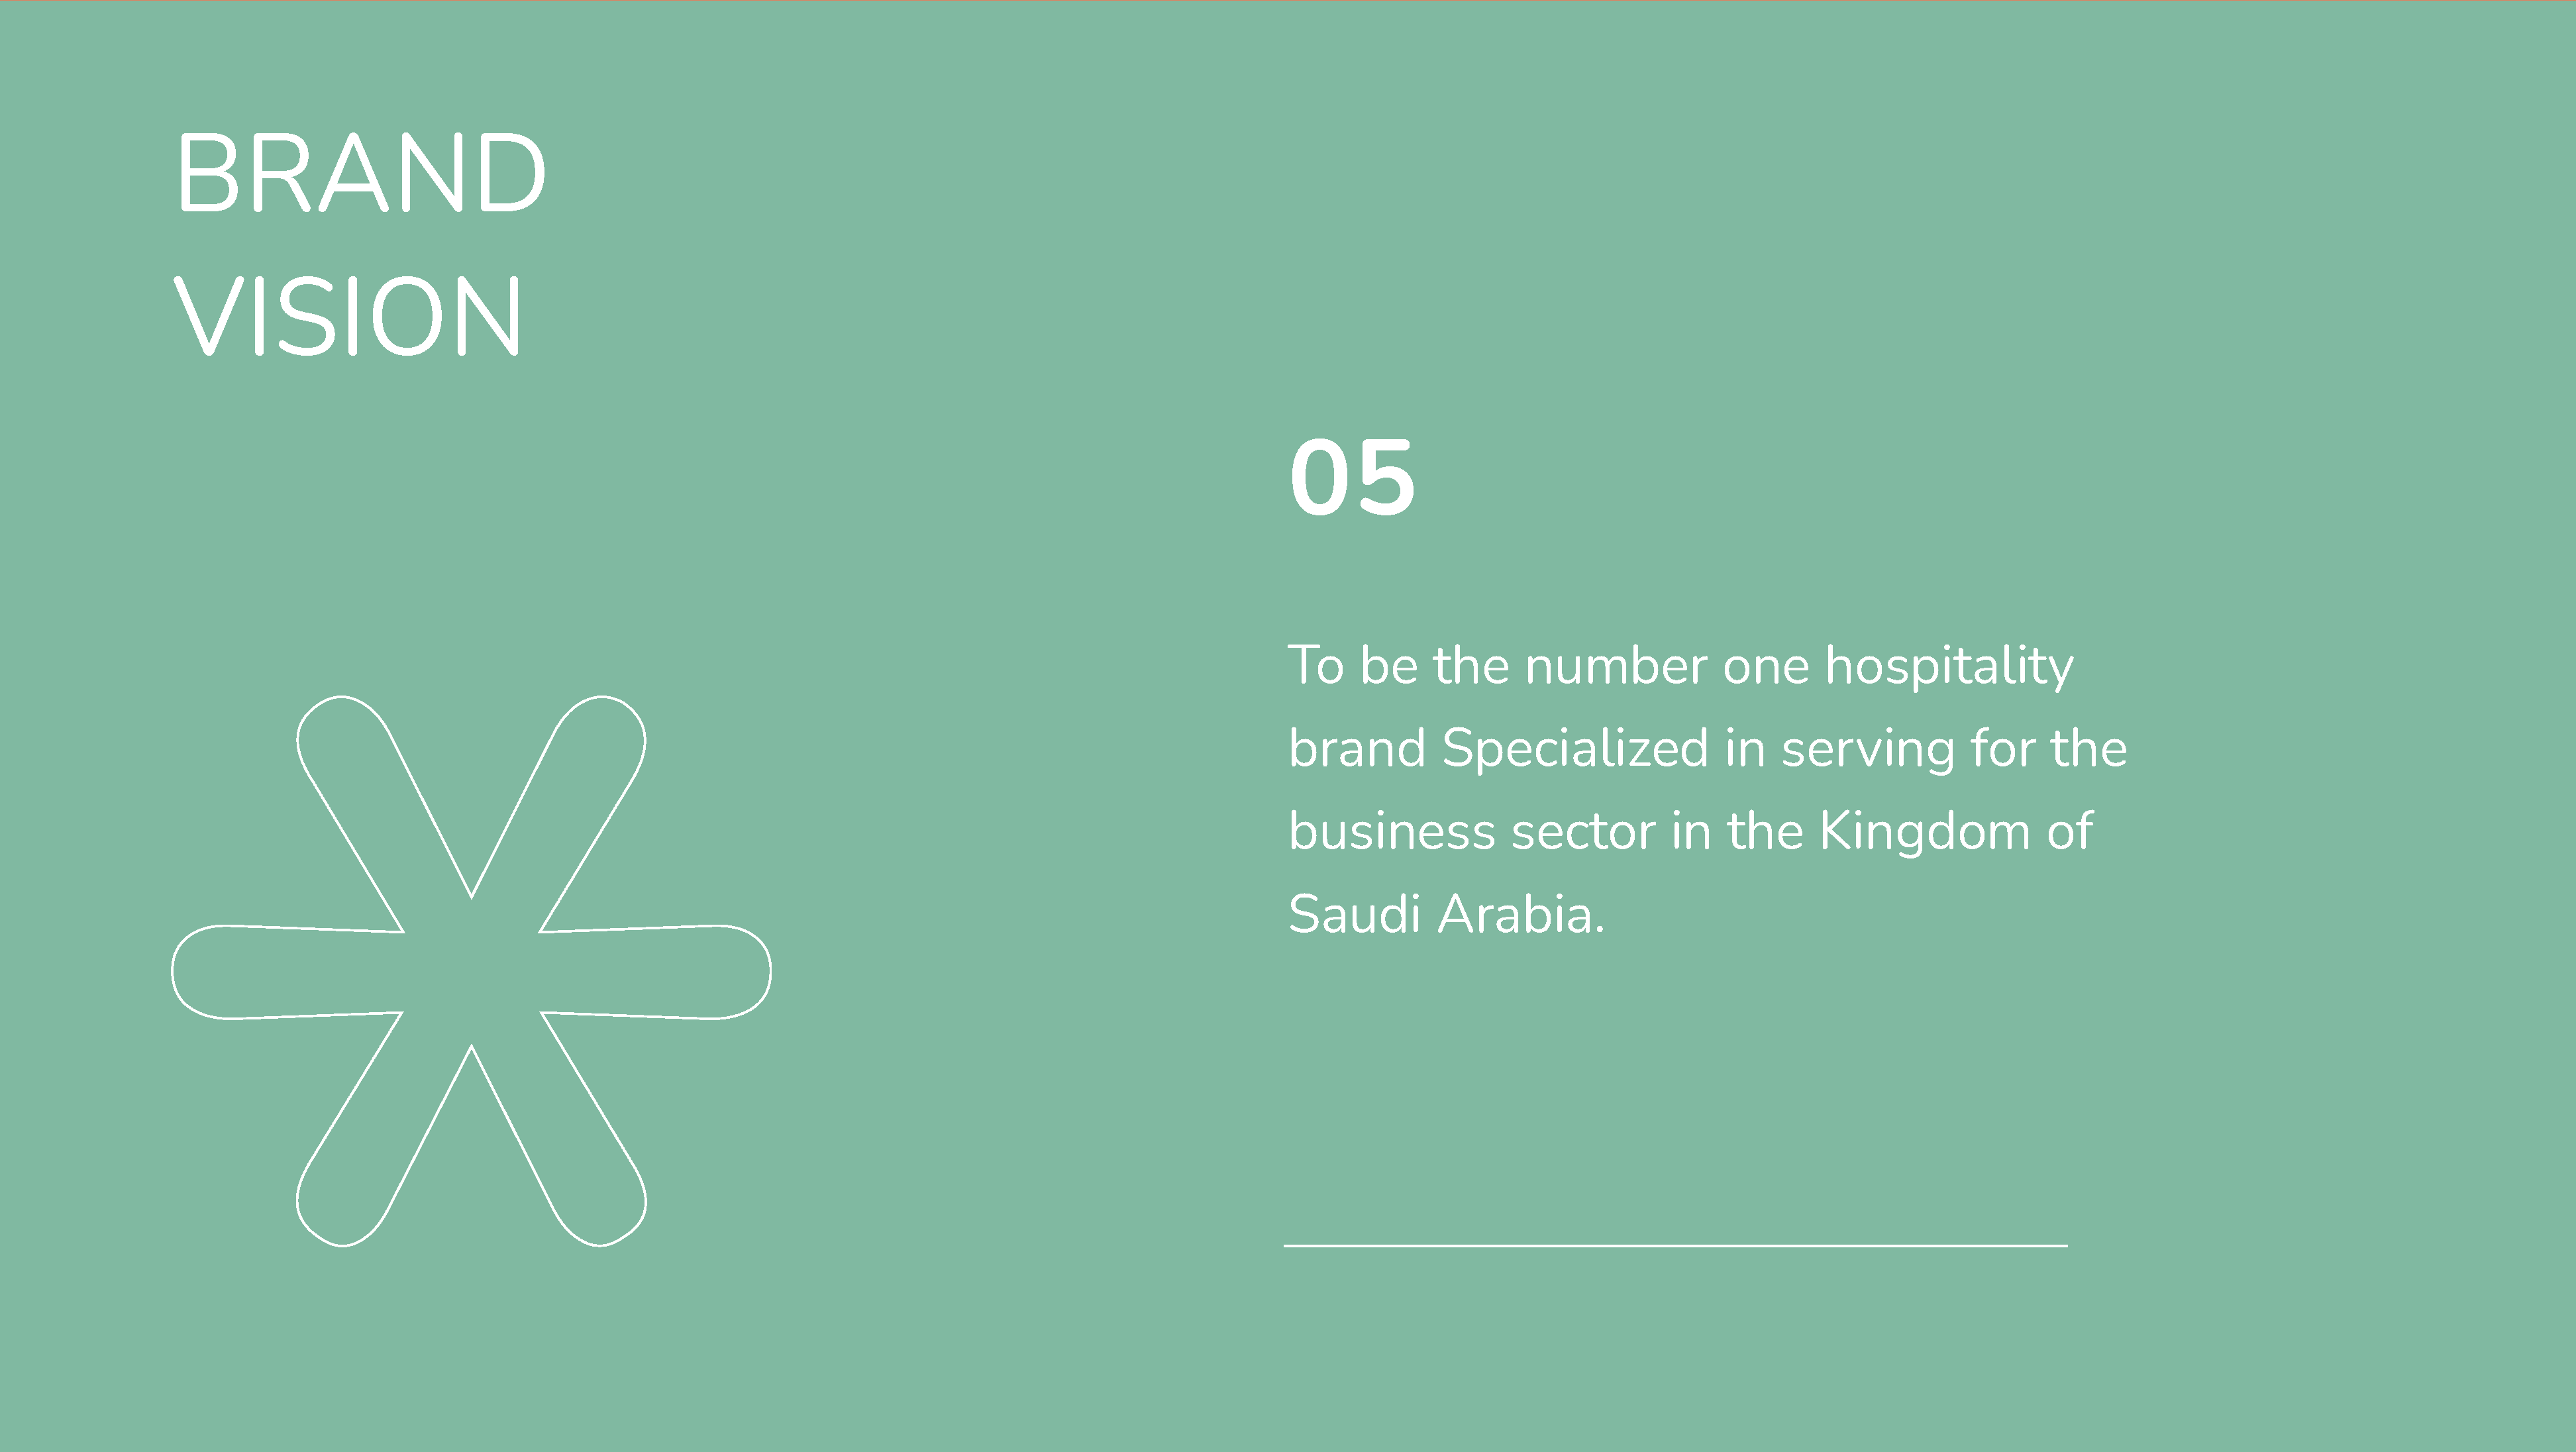 BRAND
VISION
05
To be the number one hospitality
brand Specialized in serving for the
business sector in the Kingdom of
Saudi Arabia.